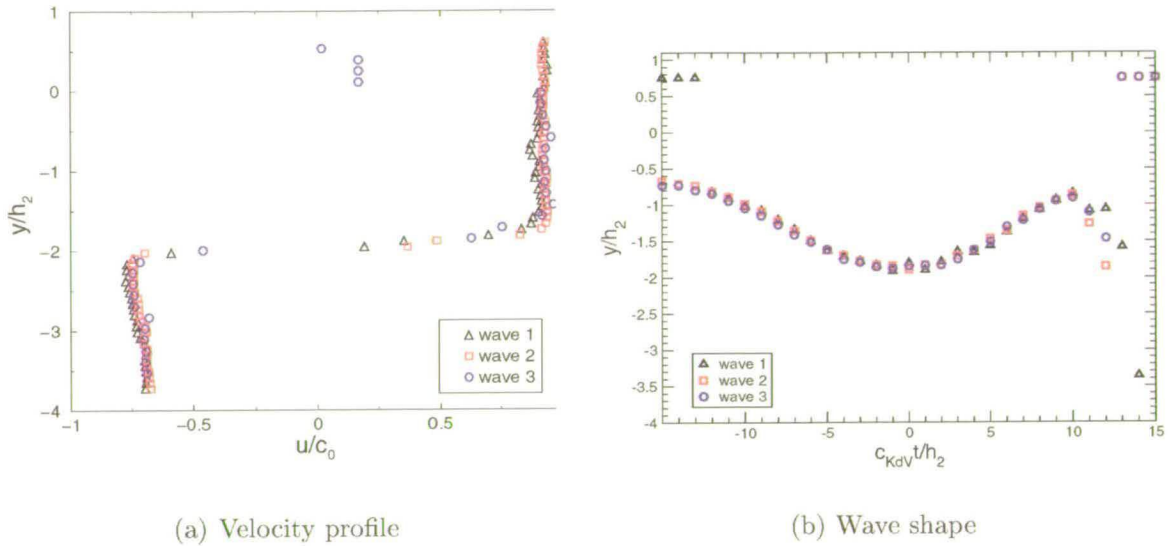 1
0
-1
-2
-3
-4
y/h2
-1
-0.5
0
0.5
u/c0
wave 1
wave 2
wave 3
1
0.5
0
-0.5
-1
-1.5
-2
-2.5
-3
-3.5
-4
y/h2
-10
-5
0
5
10
15
cKdVt/h2
wave 1
wave 2
wave 3
(a) Velocity profile
(b) Wave shape